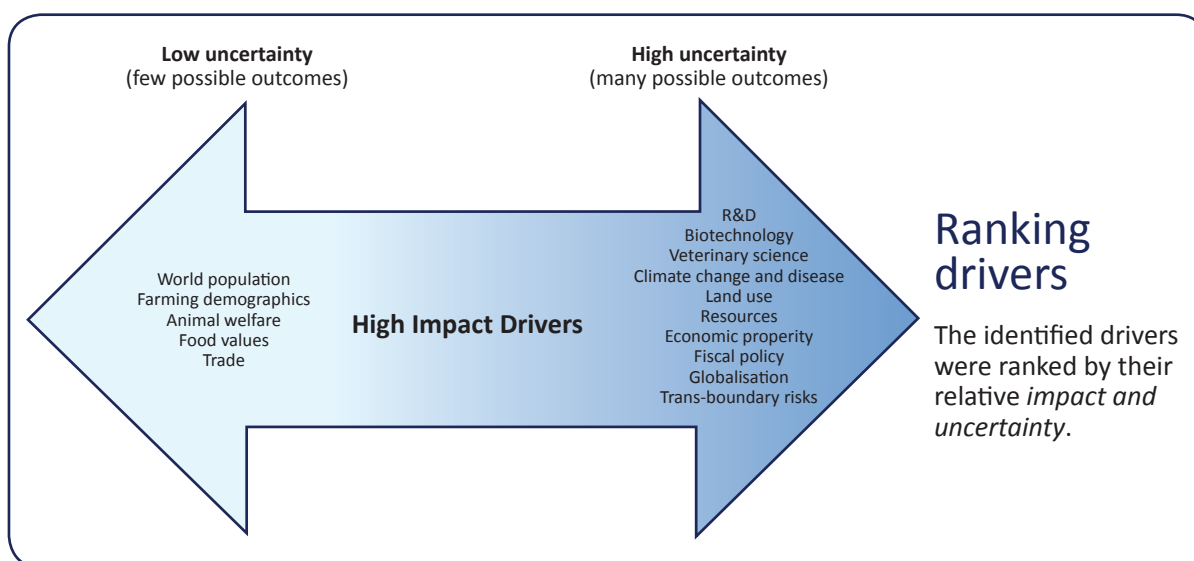 Low uncertainty
(few possible outcomes)
High uncertainty
(many possible outcomes)
World population
Farming demographics
Animal welfare
Food values
Trade
High Impact Drivers
R&D
Biotechnology
Veterinary science
Climate change and disease
Land use
Resources
Economic properity
Fiscal policy
Globalisation
Trans-boundary risks
Ranking
drivers
The identified drivers
were ranked by their
relative impact and
uncertainty.